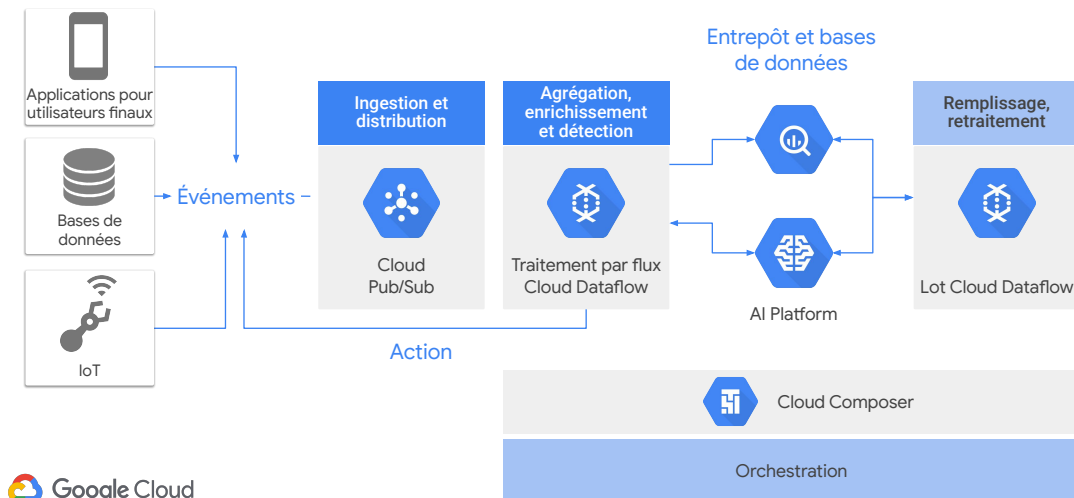 Applications pour
utilisateurs finaux
Bases de
données
IoT
Événements
Ingestion et
distribution
Cloud
Pub/Sub
Agrégation,
enrichissement
et détection
Traitement par flux
Cloud Dataflow
Action
Entrepôt et bases
de données
AI Platform
Remplissage,
retraitement
Lot Cloud Dataflow
Cloud Composer
Orchestration
Google Cloud